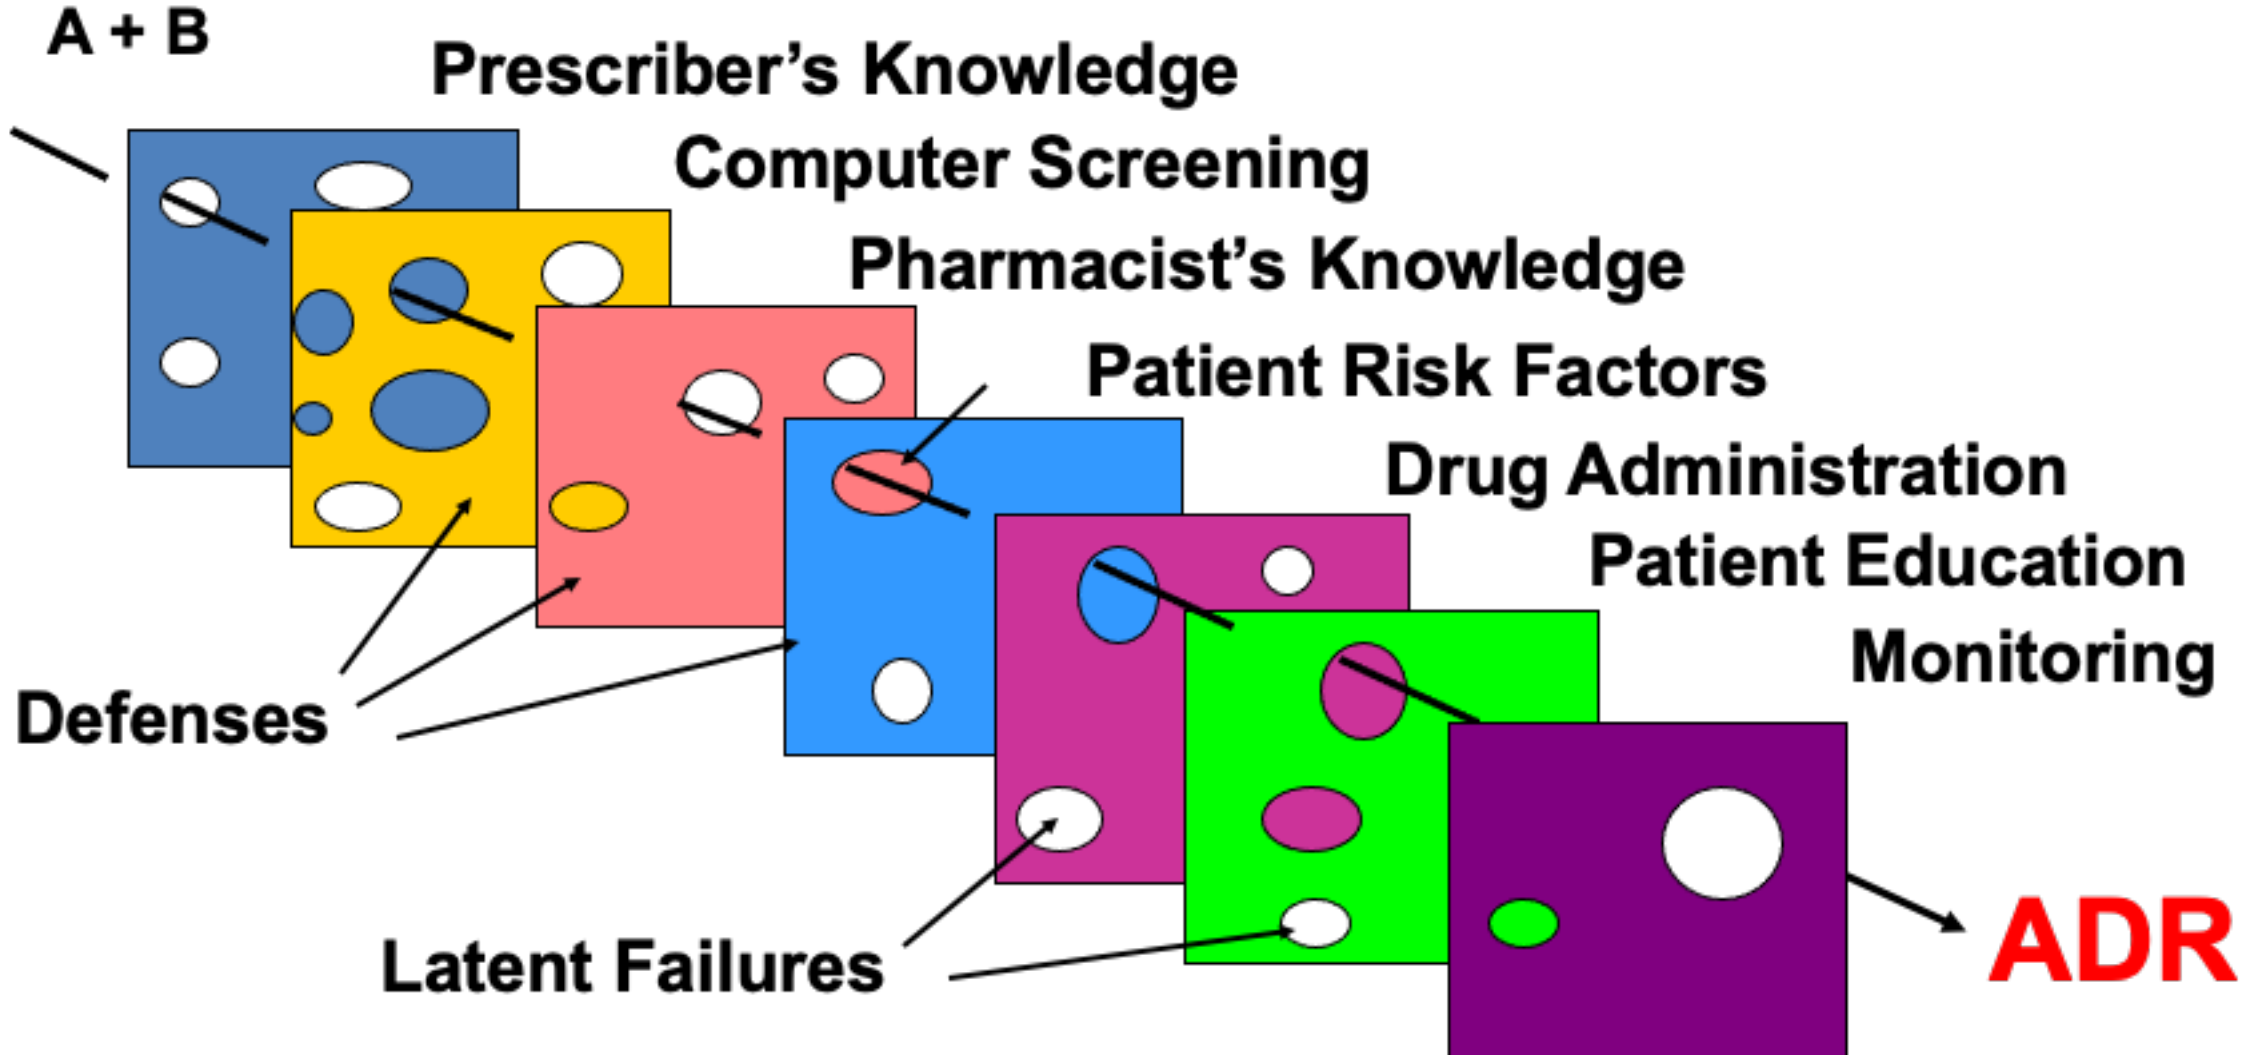 A + B
Prescriber’s Knowledge
Computer Screening
Pharmacist’s Knowledge
Patient Risk Factors
Drug Administration
Patient Education
Monitoring
Defenses
Latent Failures
ADR